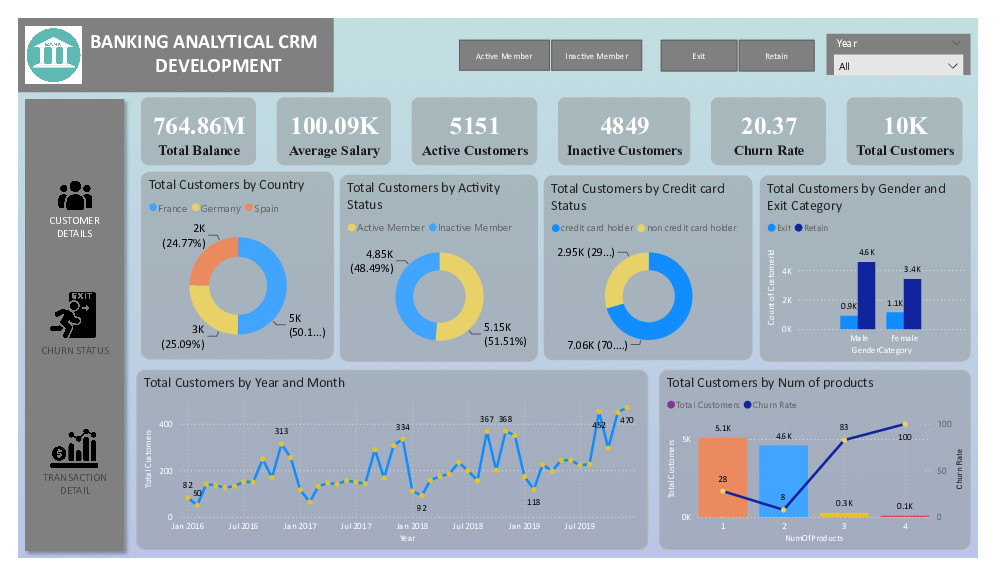 BANK
BANKING ANALYTICAL CRM
DEVELOPMENT
Active Member
Inactive Member
Exit
Retain
Year
All
CUSTOMER
DETAILS
EXIT
CHURN STATUS
TRANSACTION
DETAIL
764.86M
Total Balance
100.09K
Average Salary
5151
Active Customers
4849
Inactive Customers
20.37
Churn Rate
10K
Total Customers
Total Customers by Country
France Germany Spain
2K
(24.77%)
3K
(25.09%)
5K
(50.1...)
Total Customers by Activity
Status
Active Member Inactive Member
4.85K
(48.49%)
5.15K
(51.51%)
Total Customers by Credit card
Status
credit card holder non credit card holder
2.95K (29...)
7.06K (70....)
Total Customers by Gender and
Exit Category
Exit Retain
Count of CustomerId
4K
2K
0K
0.9K
4.6K
1.1K
3.4K
Male Female
GenderCategory
Total Customers by Year and Month
Total Customers
400
200
0
82
50
313
334
92
367
368
118
452
470
Jan 2016 Jul 2016 Jan 2017 Jul 2017 Jan 2018 Jul 2018 Jan 2019 Jul 2019
Year
Total Customers by Num of products
Total Customers Churn Rate
Total Customers
5K
0K
5.1K
4.6K
0.3K
0.1K
28
8
83
100
100
50
0
Churn Rate
1 2 3 4
NumOfProducts